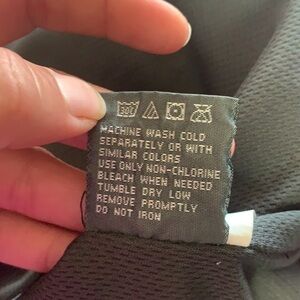 30C
MACHINE WASH COLD
SEPARATELY OR WITH
SIMILAR COLORS
USE ONLY NON-CHLORINE
BLEACH WHEN NEEDED
TUMBLE DRY LOW
REMOVE PROMPTLY
DO NOT IRON